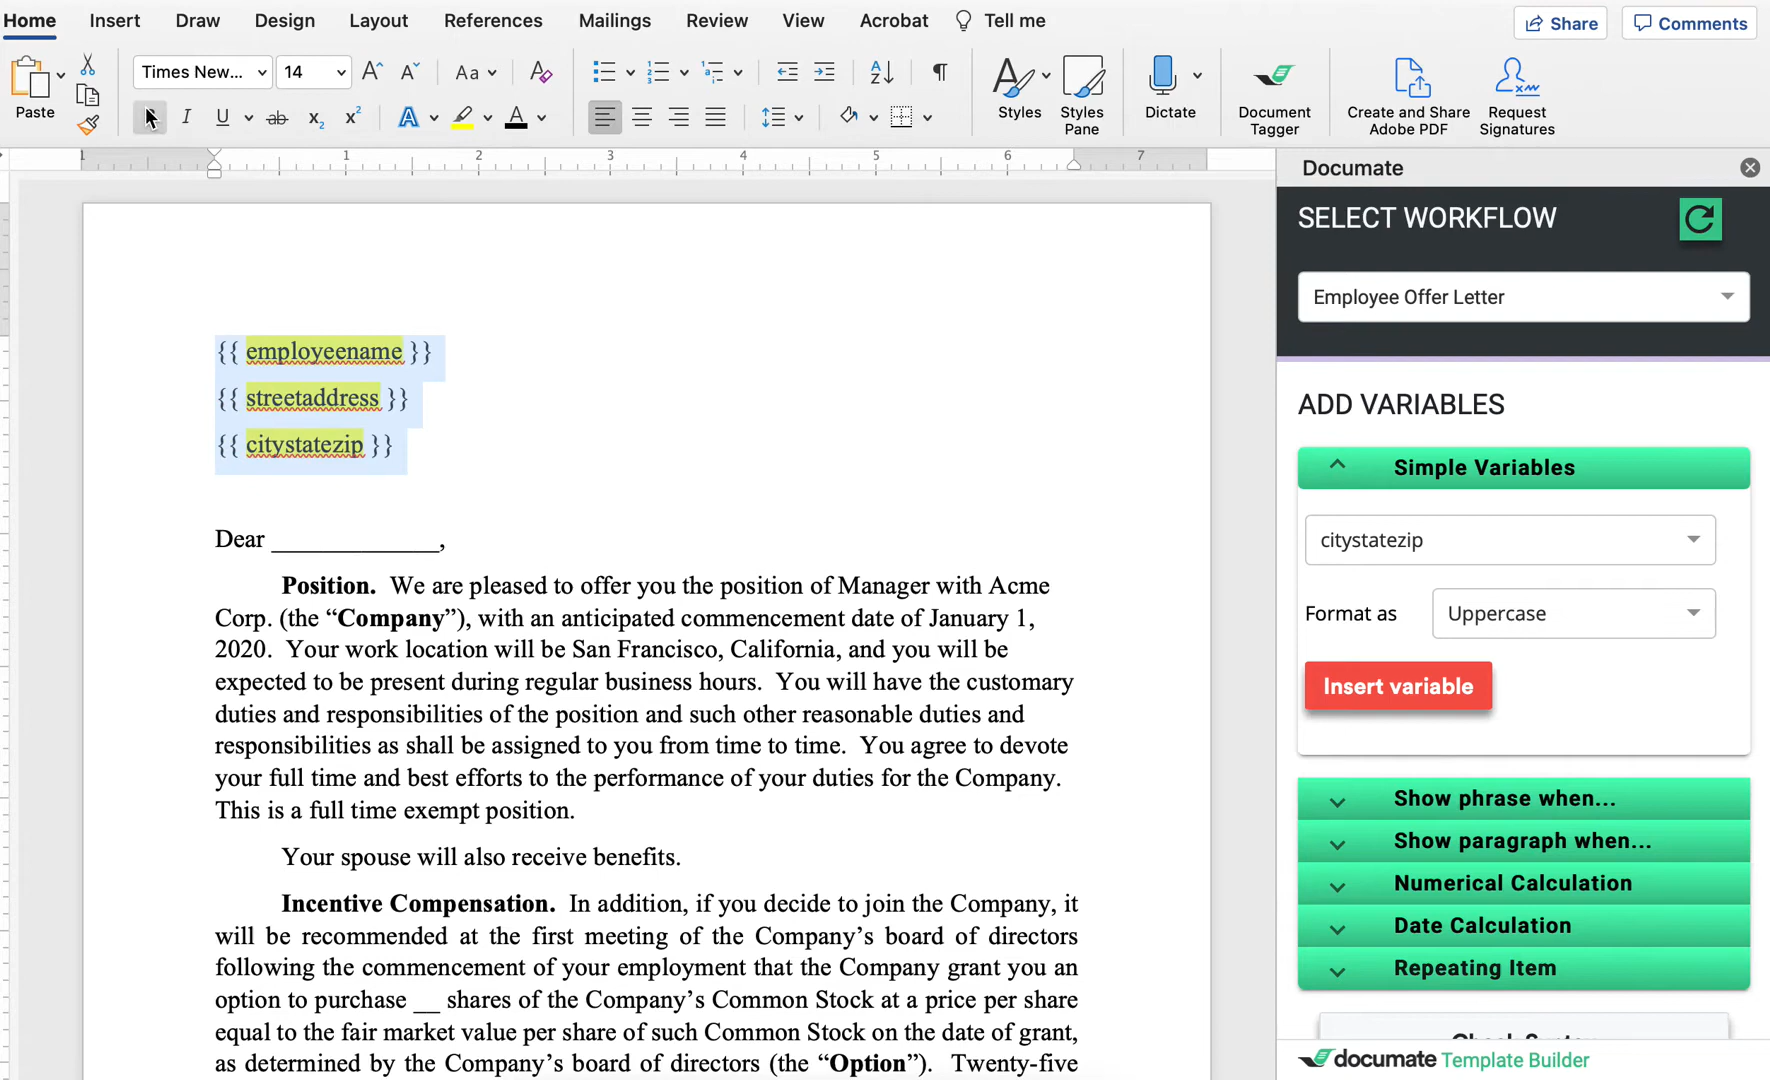 Home Insert Draw Design Layout References Mailings Review View Acrobat Tell me Share Comments
Times New... 14 Aa
Paste Styles Styles Pane Dictate Document Tagger Create and Share Adobe PDF Request Signatures
1 1 2 3 4 5 6 7
{{ employeename }}
{{ streetaddress }}
{{ citystatezip }}
Dear _____________,
Position. We are pleased to offer you the position of Manager with Acme
Corp. (the “Company”), with an anticipated commencement date of January 1,
2020. Your work location will be San Francisco, California, and you will be
expected to be present during regular business hours. You will have the customary
duties and responsibilities of the position and such other reasonable duties and
responsibilities as shall be assigned to you from time to time. You agree to devote
your full time and best efforts to the performance of your duties for the Company.
This is a full time exempt position.
Your spouse will also receive benefits.
Incentive Compensation. In addition, if you decide to join the Company, it
will be recommended at the first meeting of the Company’s board of directors
following the commencement of your employment that the Company grant you an
option to purchase __ shares of the Company’s Common Stock at a price per share
equal to the fair market value per share of such Common Stock on the date of grant,
as determined by the Company’s board of directors (the “Option”). Twenty-five
Documate
SELECT WORKFLOW
Employee Offer Letter
ADD VARIABLES
Simple Variables
citystatezip
Format as Uppercase
Insert variable
Show phrase when...
Show paragraph when...
Numerical Calculation
Date Calculation
Repeating Item
documate Template Builder